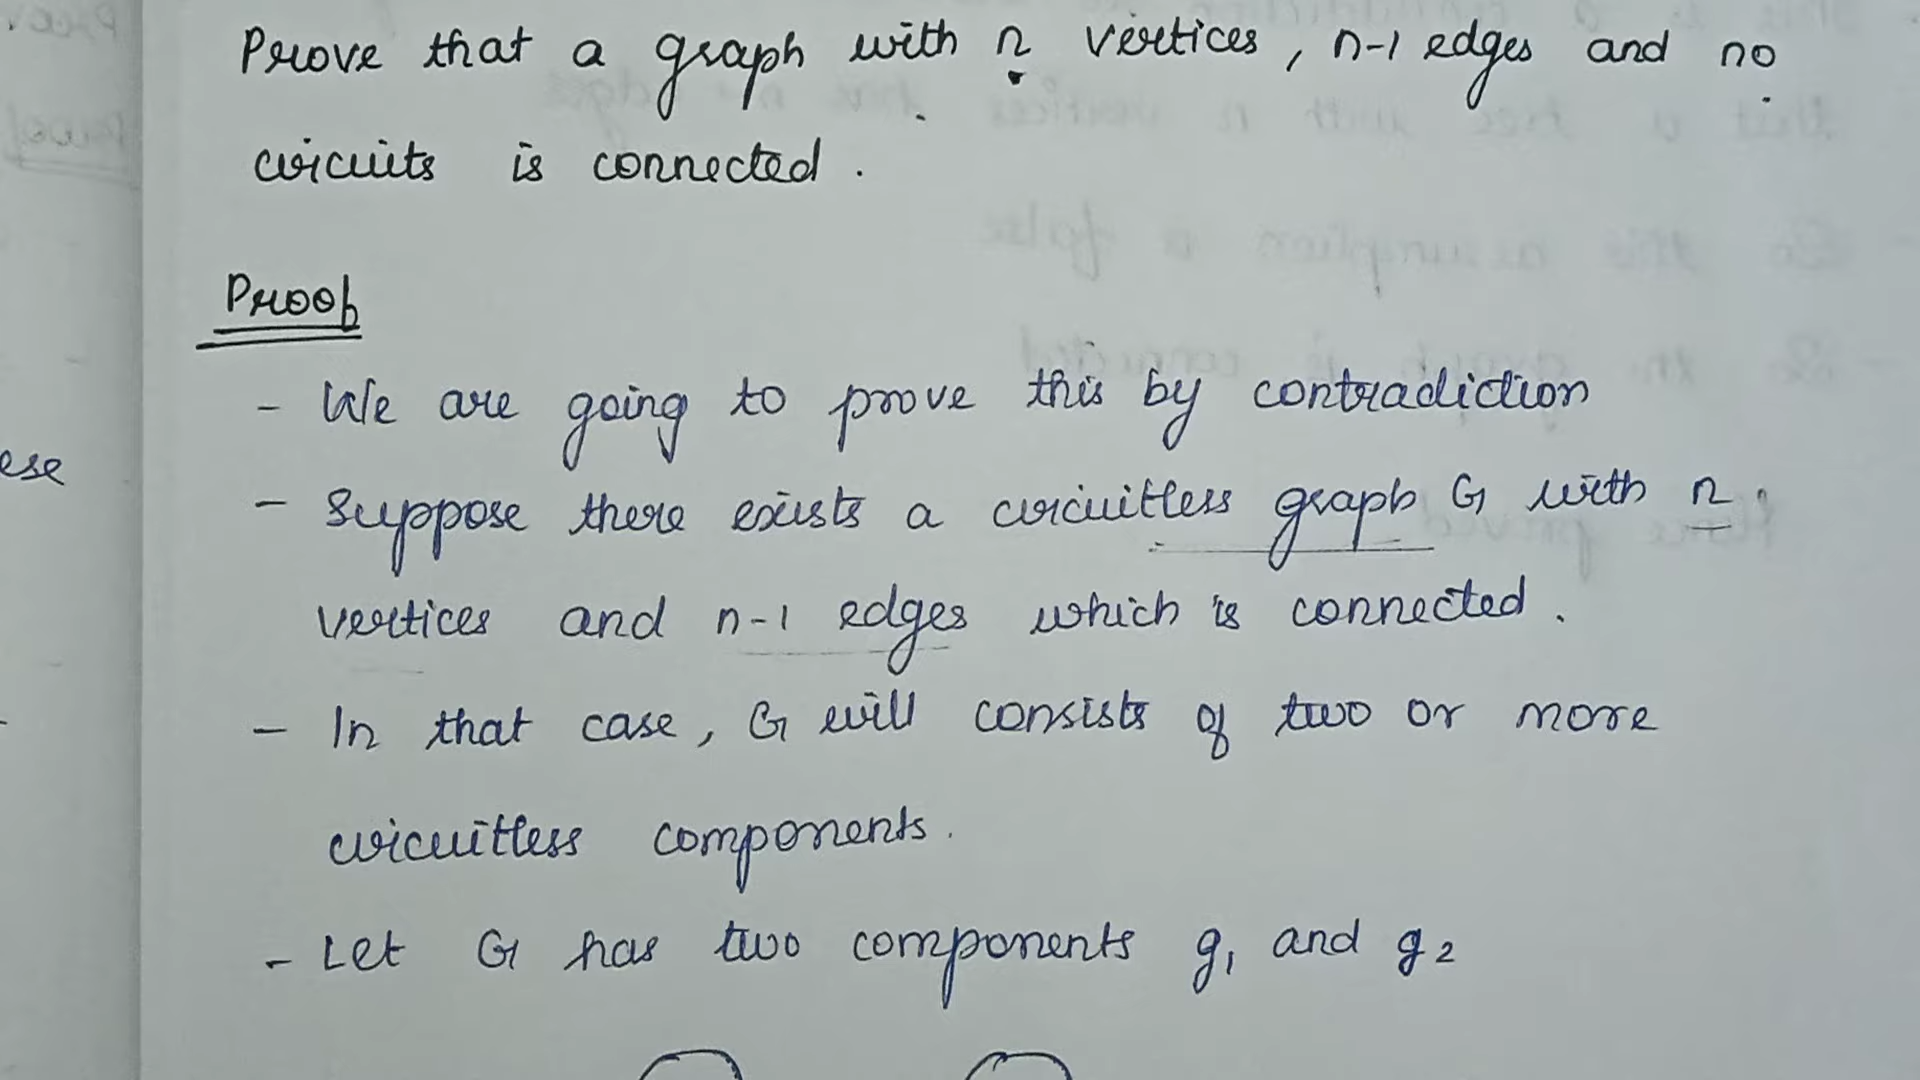 Prove that a graph with n vertices, n-1 edges and no
circuits is connected.
Proof
- We are going to prove this by contradiction
- Suppose there exists a circuitless graph G with n
vertices and n-1 edges which is connected.
- In that case, G will consists of two or more
circuitless components.
- Let G has two components g1 and g2
ese